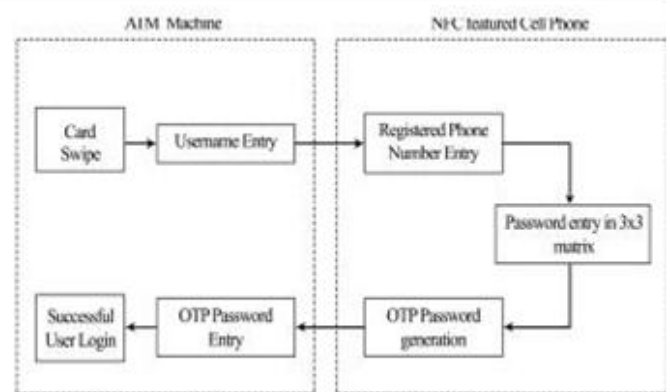 ATM Machine
NFC featured Cell Phone
Card
Swipe
Username Entry
Registered Phone
Number Entry
Password entry in 3x3
matrix
Successful
User Login
OTP Password
Entry
OTP Password
generation